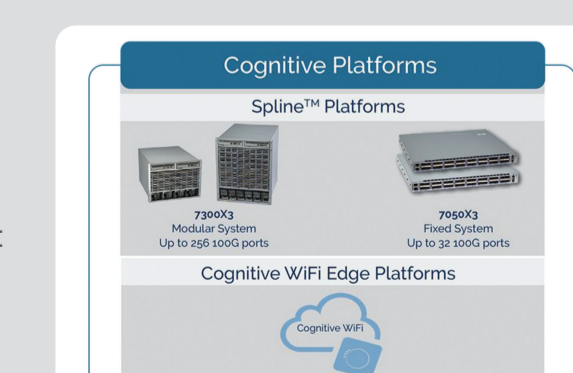 Cognitive Platforms
Spline™ Platforms
7300X3
Modular System
Up to 256 100G ports
7050X3
Fixed System
Up to 32 100G ports
Cognitive WiFi Edge Platforms
Cognitive WiFi